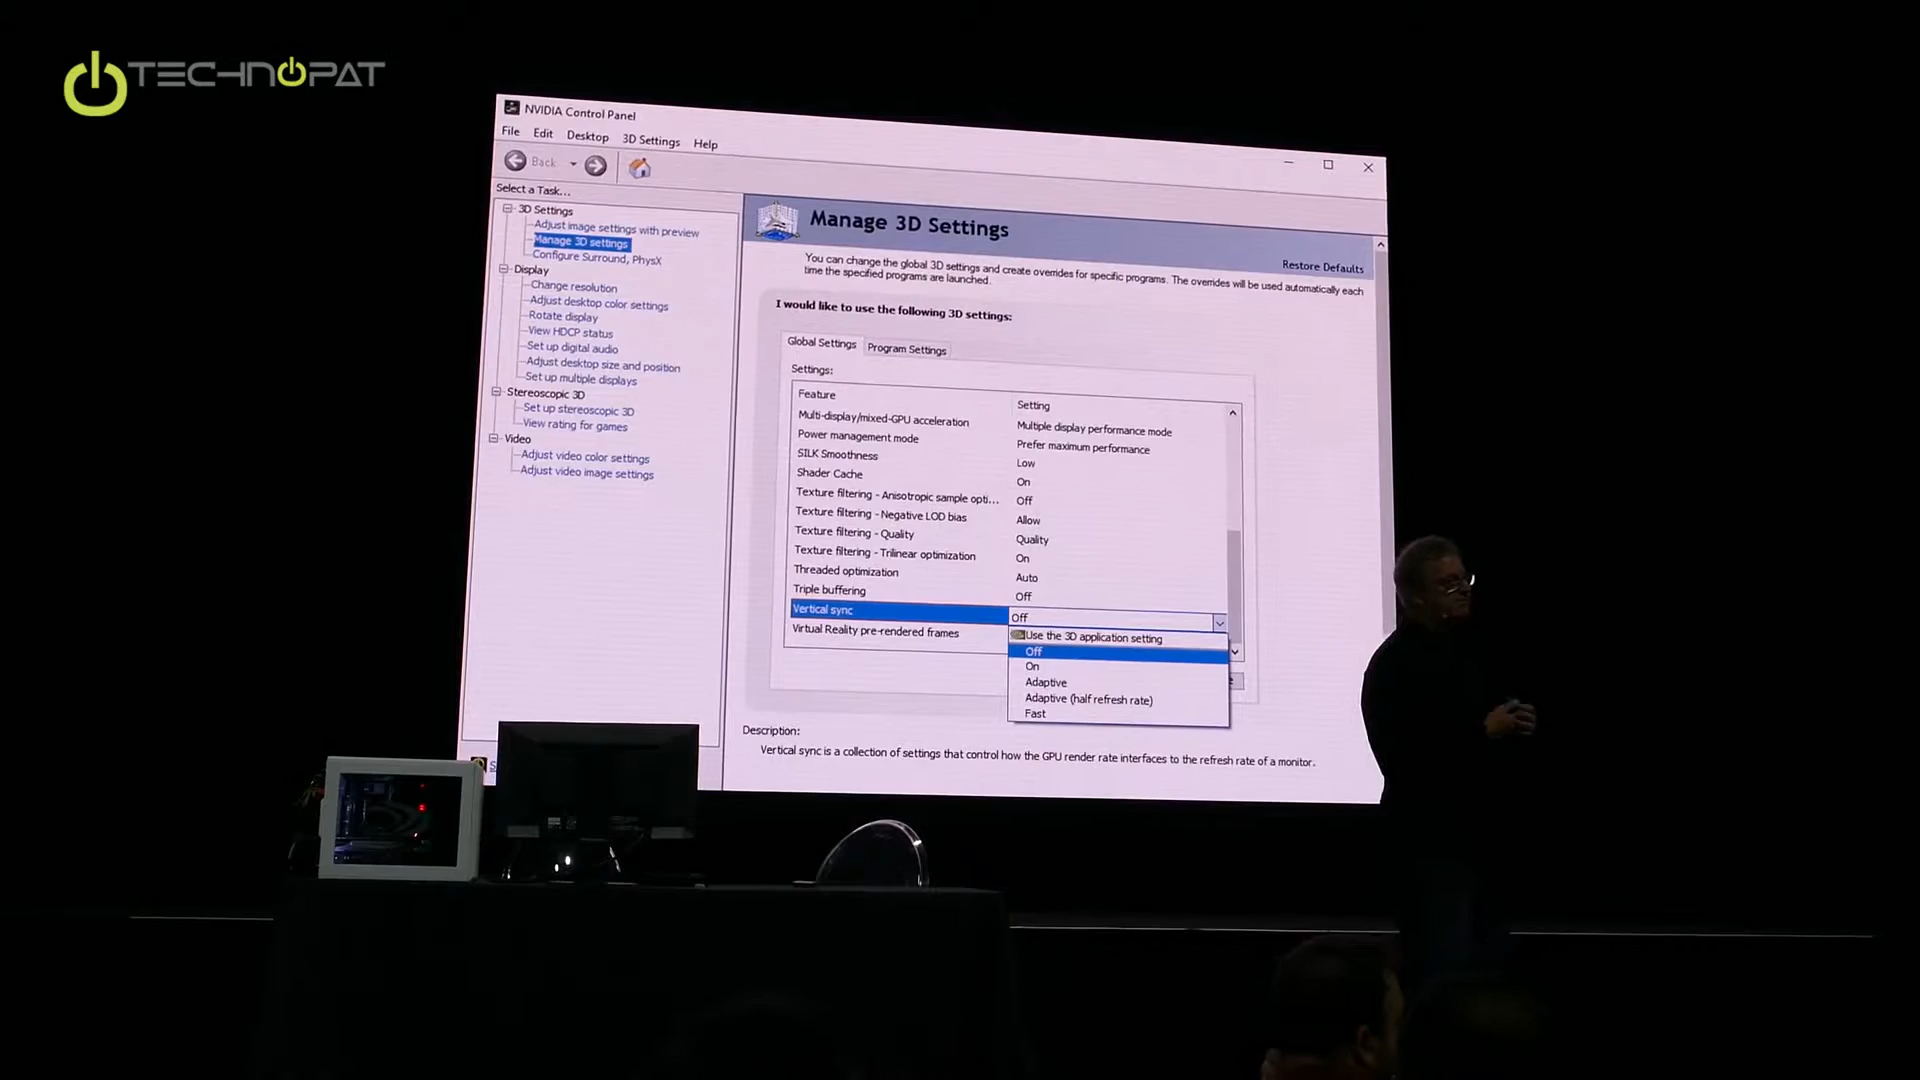 TECHNOPAT
NVIDIA Control Panel
File Edit Desktop 3D Settings Help
Back
Select a Task...
3D Settings
Adjust image settings with preview
Manage 3D settings
Configure Surround, PhysX
Display
Change resolution
Adjust desktop color settings
Rotate display
View HDCP status
Set up digital audio
Adjust desktop size and position
Set up multiple displays
Stereoscopic 3D
Set up stereoscopic 3D
View rating for games
Video
Adjust video color settings
Adjust video image settings
Manage 3D Settings
Restore Defaults
You can change the global 3D settings and create overrides for specific programs. The overrides will be used automatically each
time the specified programs are launched.
I would like to use the following 3D settings:
Global Settings Program Settings
Settings:
Feature Setting
Multi-display/mixed-GPU acceleration Multiple display performance mode
Power management mode Prefer maximum performance
SILK Smoothness Low
Shader Cache On
Texture filtering - Anisotropic sample opti... Off
Texture filtering - Negative LOD bias Allow
Texture filtering - Quality Quality
Texture filtering - Trilinear optimization On
Threaded optimization Auto
Triple buffering Off
Vertical sync Off
Virtual Reality pre-rendered frames
Use the 3D application setting
Off
On
Adaptive
Adaptive (half refresh rate)
Fast
Description:
Vertical sync is a collection of settings that control how the GPU render rate interfaces to the refresh rate of a monitor.